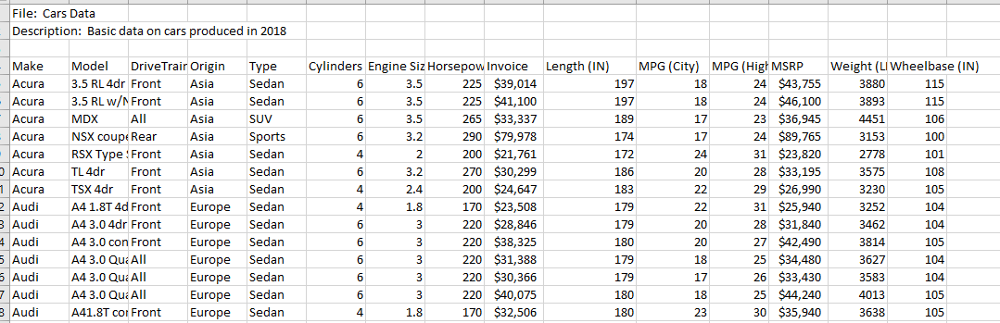 File: Cars Data
Description: Basic data on cars produced in 2018
Make Model DriveTrain Origin Type Cylinders Engine Siz Horsepow Invoice Length (IN) MPG (City) MPG (High MSRP Weight (L Wheelbase (IN)
Acura 3.5 RL 4dr Front Asia Sedan 6 3.5 225 $39,014 197 18 24 $43,755 3880 115
Acura 3.5 RL w/N Front Asia Sedan 6 3.5 225 $41,100 197 18 24 $46,100 3893 115
Acura MDX All Asia SUV 6 3.5 265 $33,337 189 17 23 $36,945 4451 106
Acura NSX coupe Rear Asia Sports 6 3.2 290 $79,978 174 17 24 $89,765 3153 100
Acura RSX Type Front Asia Sedan 4 2 200 $21,761 172 24 31 $23,820 2778 101
Acura TL 4dr Front Asia Sedan 6 3.2 270 $30,299 186 20 28 $33,195 3575 108
Acura TSX 4dr Front Asia Sedan 4 2.4 200 $24,647 183 22 29 $26,990 3230 105
Audi A4 1.8T 4d Front Europe Sedan 4 1.8 170 $23,508 179 22 31 $25,940 3252 104
Audi A4 3.0 4dr Front Europe Sedan 6 3 220 $28,846 179 20 28 $31,840 3462 104
Audi A4 3.0 con Front Europe Sedan 6 3 220 $38,325 180 20 27 $42,490 3814 105
Audi A4 3.0 Qua All Europe Sedan 6 3 220 $31,388 179 18 25 $34,480 3627 104
Audi A4 3.0 Qua All Europe Sedan 6 3 220 $30,366 179 17 26 $33,430 3583 104
Audi A4 3.0 Qua All Europe Sedan 6 3 220 $40,075 180 18 25 $44,240 4013 105
Audi A41.8T con Front Europe Sedan 4 1.8 170 $32,506 180 23 30 $35,940 3638 105